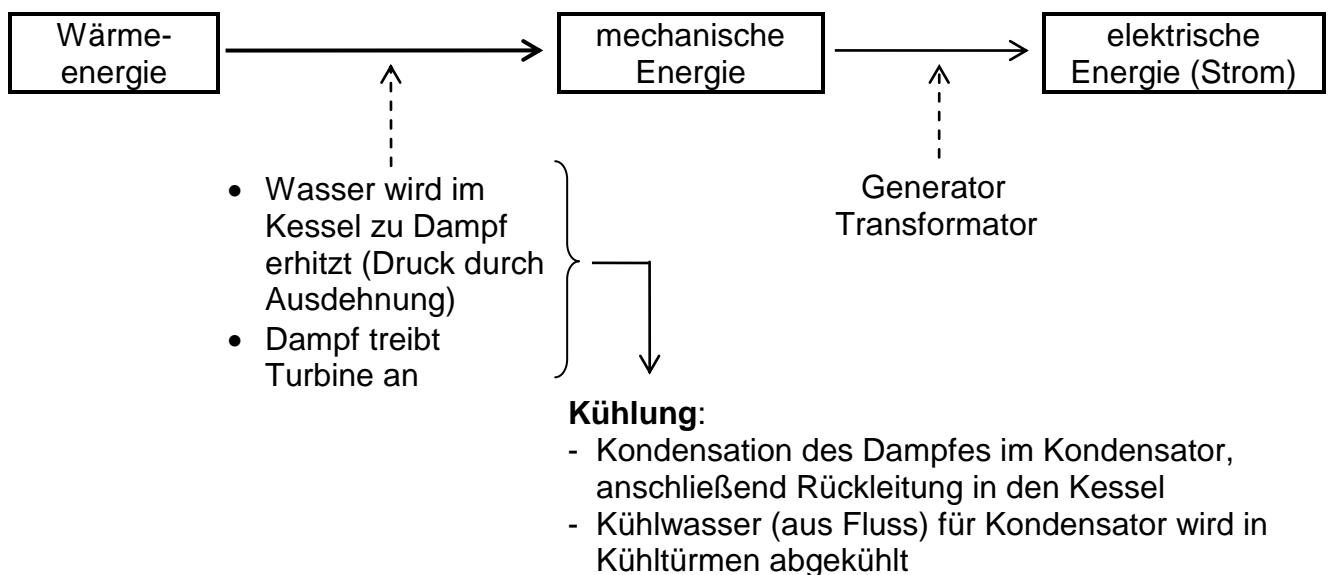 Wärme-
energie
mechanische
Energie
elektrische
Energie (Strom)
• Wasser wird im
Kessel zu Dampf
erhitzt (Druck durch
Ausdehnung)
• Dampf treibt
Turbine an
Generator
Transformator
Kühlung:
- Kondensation des Dampfes im Kondensator,
anschließend Rückleitung in den Kessel
- Kühlwasser (aus Fluss) für Kondensator wird in
Kühltürmen abgekühlt